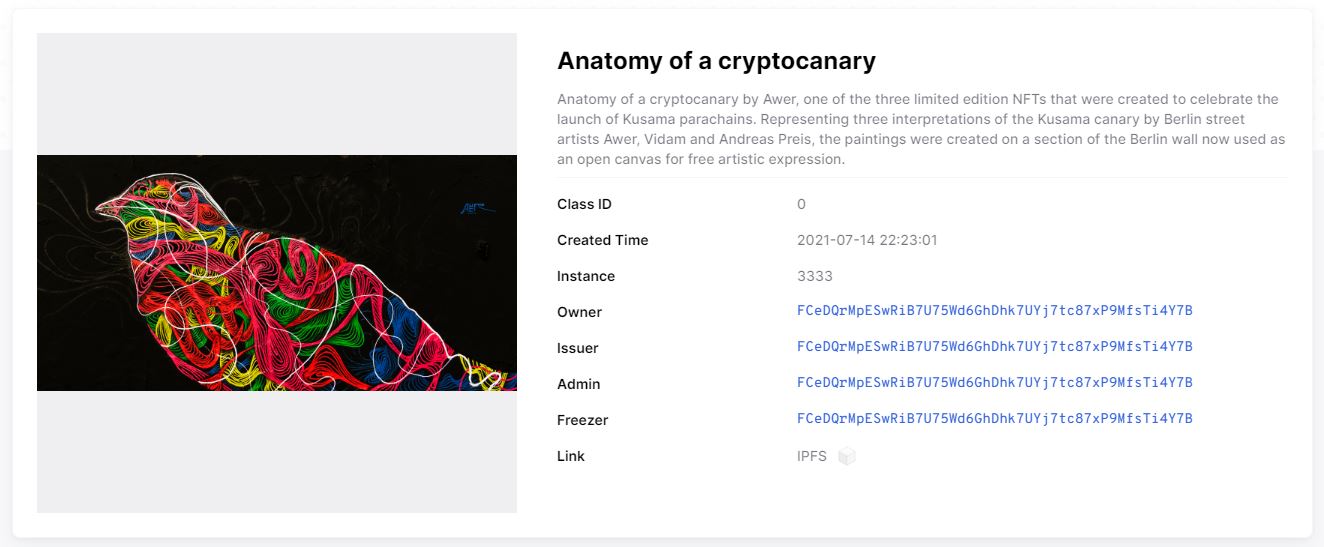 Anatomy of a cryptocanary
Anatomy of a cryptocanary by Awer, one of the three limited edition NFTs that were created to celebrate the
launch of Kusama parachains. Representing three interpretations of the Kusama canary by Berlin street
artists Awer, Vidam and Andreas Preis, the paintings were created on a section of the Berlin wall now used as
an open canvas for free artistic expression.
Class ID 0
Created Time 2021-07-14 22:23:01
Instance 3333
Owner FCeDQrMpESwRiB7U75Wd6GhDhk7UYj7tc87xP9MfsTi4Y7B
Issuer FCeDQrMpESwRiB7U75Wd6GhDhk7UYj7tc87xP9MfsTi4Y7B
Admin FCeDQrMpESwRiB7U75Wd6GhDhk7UYj7tc87xP9MfsTi4Y7B
Freezer FCeDQrMpESwRiB7U75Wd6GhDhk7UYj7tc87xP9MfsTi4Y7B
Link IPFS